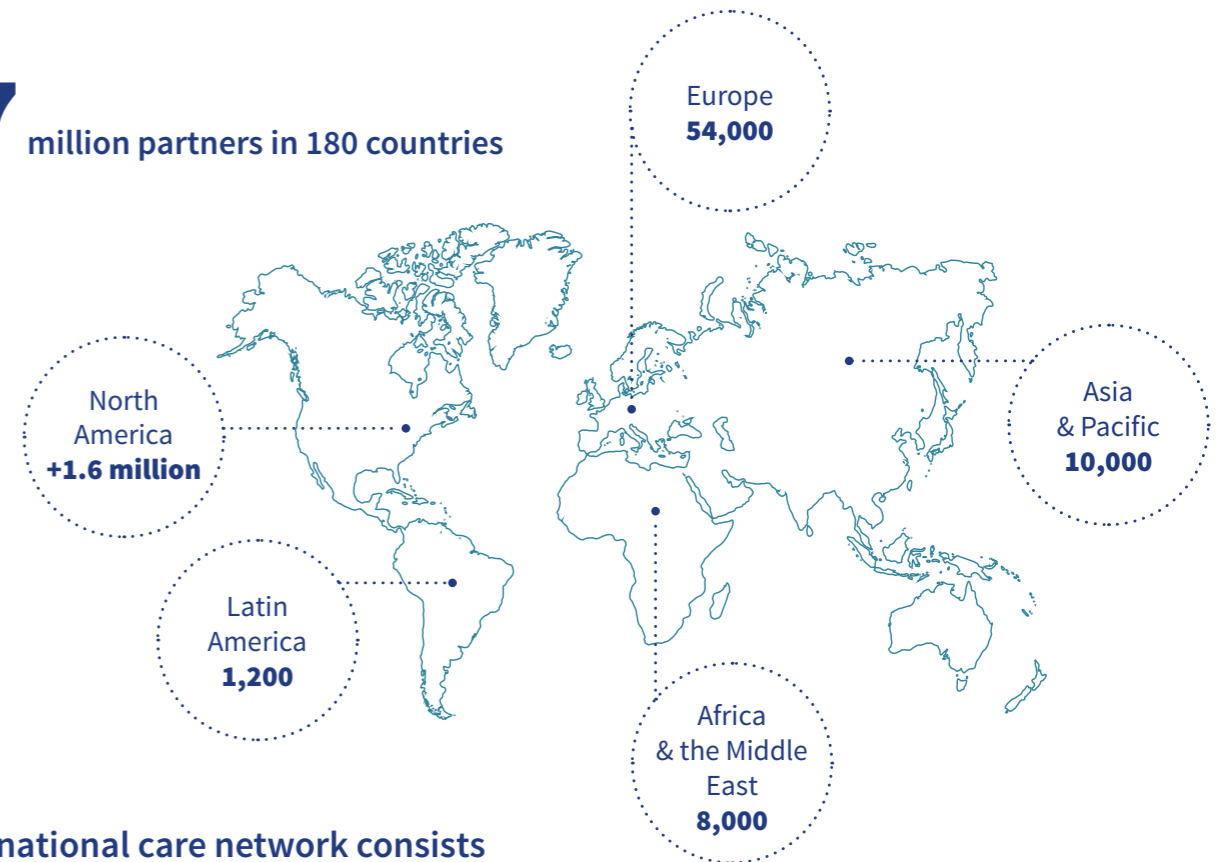 7 million partners in 180 countries
Europe
54,000
North
America
+1.6 million
Asia
& Pacific
10,000
Latin
America
1,200
Africa
& the Middle
East
8,000
national care network consists